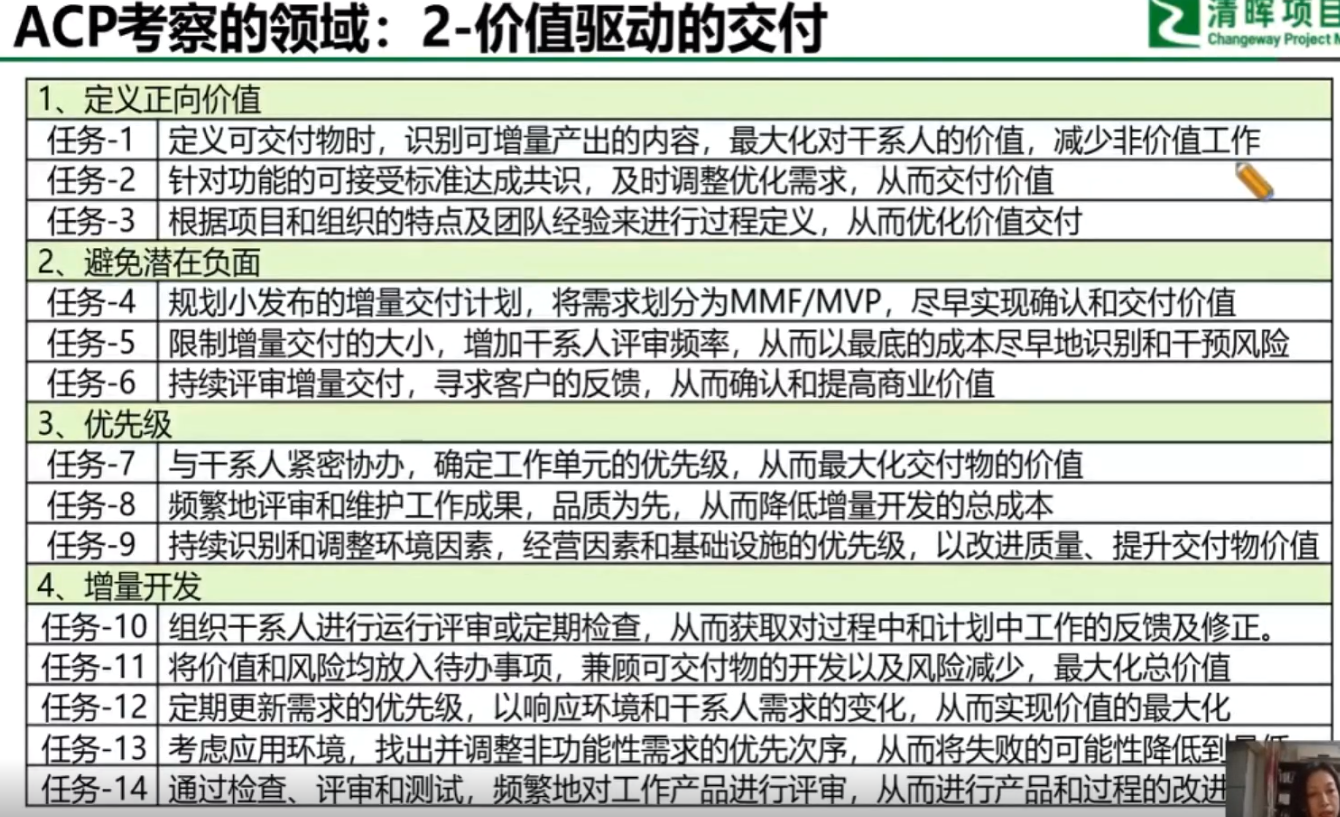 ACP考察的领域：2-价值驱动的交付
清晖项目
Changeway Project M
1、定义正向价值
任务-1 定义可交付物时，识别可增量产出的内容，最大化对干系人的价值，减少非价值工作
任务-2 针对功能的可接受标准达成共识，及时调整优化需求，从而交付价值
任务-3 根据项目和组织的特点及团队经验来进行过程定义，从而优化价值交付
2、避免潜在负面
任务-4 规划小发布的增量交付计划，将需求划分为MMF/MVP，尽早实现确认和交付价值
任务-5 限制增量交付的大小，增加干系人评审频率，从而以最底的成本尽早地识别和干预风险
任务-6 持续评审增量交付，寻求客户的反馈，从而确认和提高商业价值
3、优先级
任务-7 与干系人紧密协办，确定工作单元的优先级，从而最大化交付物的价值
任务-8 频繁地评审和维护工作成果，品质为先，从而降低增量开发的总成本
任务-9 持续识别和调整环境因素，经营因素和基础设施的优先级，以改进质量、提升交付物价值
4、增量开发
任务-10 组织干系人进行运行评审或定期检查，从而获取对过程中和计划中工作的反馈及修正。
任务-11 将价值和风险均放入待办事项，兼顾可交付物的开发以及风险减少，最大化总价值
任务-12 定期更新需求的优先级，以响应环境和干系人需求的变化，从而实现价值的最大化
任务-13 考虑应用环境，找出并调整非功能性需求的优先次序，从而将失败的可能性降低到
任务-14 通过检查、评审和测试，频繁地对工作产品进行评审，从而进行产品和过程的改进